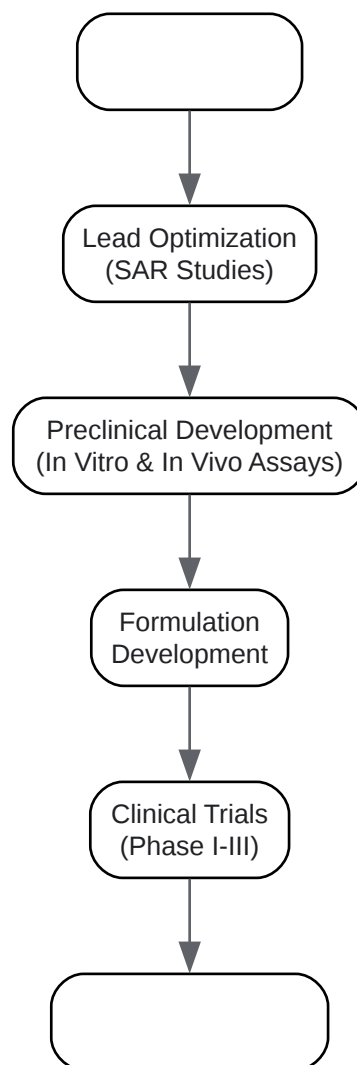 Lead Optimization
(SAR Studies)
Preclinical Development
(In Vitro & In Vivo Assays)
Formulation
Development
Clinical Trials
(Phase I-III)